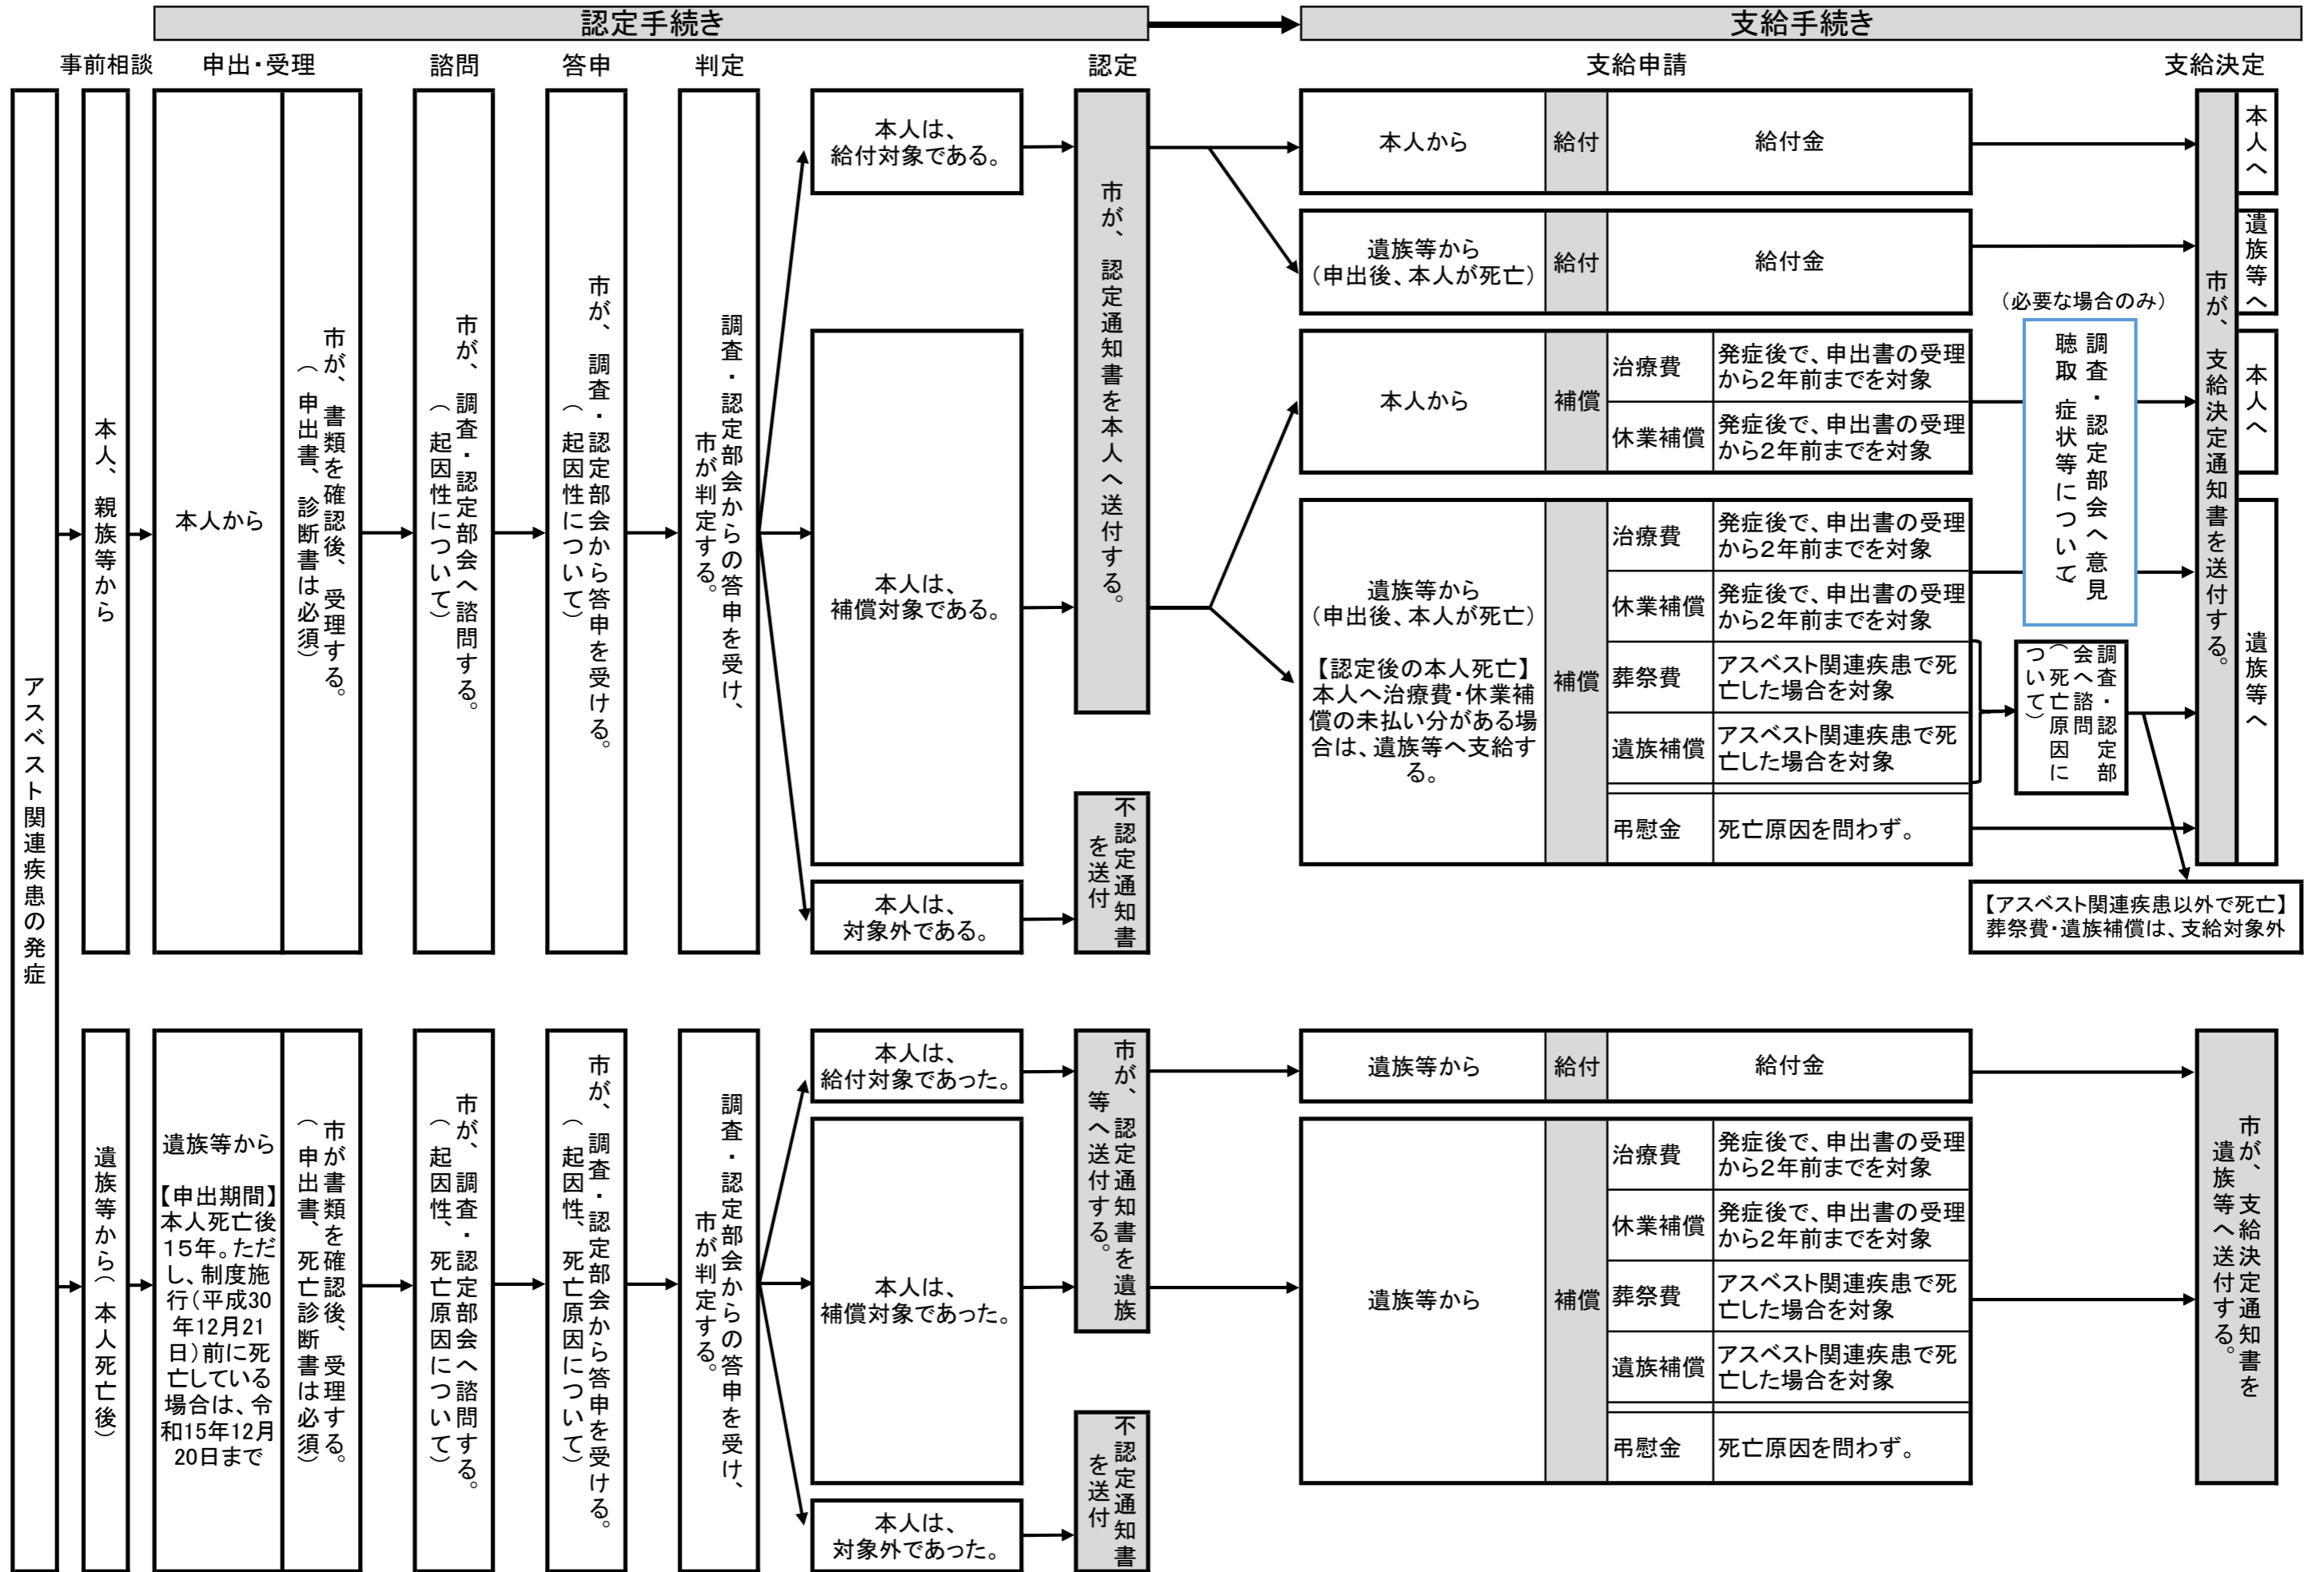 認定手続き
支給手続き
事前相談
申出・受理
諮問
答申
判定
認定
支給申請
支給決定
アスベスト関連疾患の発症
本人、親族等から
本人から
市が、書類を確認後、受理する。
（申出書、診断書は必須）
市が、調査・認定部会へ諮問する。
（起因性について）
市が、調査・認定部会から答申を受ける。
（起因性について）
調査・認定部会からの答申を受け、
市が判定する。
本人は、
給付対象である。
本人は、
補償対象である。
本人は、
対象外である。
市が、認定通知書を本人へ送付する。
不認定通知書
を送付
本人から
給付
給付金
遺族等から
（申出後、本人が死亡）
給付
給付金
本人から
補償
治療費
発症後で、申出書の受理
から２年前までを対象
休業補償
発症後で、申出書の受理
から２年前までを対象
遺族等から
（申出後、本人が死亡）
【認定後の本人死亡】
本人へ治療費・休業補
償の未払い分がある場
合は、遺族等へ支給す
る。
補償
治療費
発症後で、申出書の受理
から２年前までを対象
休業補償
発症後で、申出書の受理
から２年前までを対象
葬祭費
アスベスト関連疾患で死
亡した場合を対象
遺族補償
アスベスト関連疾患で死
亡した場合を対象
弔慰金
死亡原因を問わず。
（必要な場合のみ）
調査・認定部会へ意見
聴取（症状等について）
調査・認定部
会へ諮問
（死亡原因に
ついて）
市が、支給決定通知書を送付する。
本人へ
遺族等へ
本人へ
遺族等へ
【アスベスト関連疾患以外で死亡】
葬祭費・遺族補償は、支給対象外
遺族等から（本人死亡後）
遺族等から
【申出期間】
本人死亡後
１５年。ただ
し、制度施
行（平成30
年12月21
日）前に死
亡している
場合は、令
和15年12月
20日まで
市が書類を確認後、受理する。
（申出書、死亡診断書は必須）
市が、調査・認定部会へ諮問する。
（起因性、死亡原因について）
市が、調査・認定部会から答申を受ける。
（起因性、死亡原因について）
調査・認定部会からの答申を受け、
市が判定する。
本人は、
給付対象であった。
本人は、
補償対象であった。
本人は、
対象外であった。
市が、認定通知書を遺族
等へ送付する。
不認定通知書
を送付
遺族等から
給付
給付金
遺族等から
補償
治療費
発症後で、申出書の受理
から２年前までを対象
休業補償
発症後で、申出書の受理
から２年前までを対象
葬祭費
アスベスト関連疾患で死
亡した場合を対象
遺族補償
アスベスト関連疾患で死
亡した場合を対象
弔慰金
死亡原因を問わず。
市が、支給決定通知書を
遺族等へ送付する。